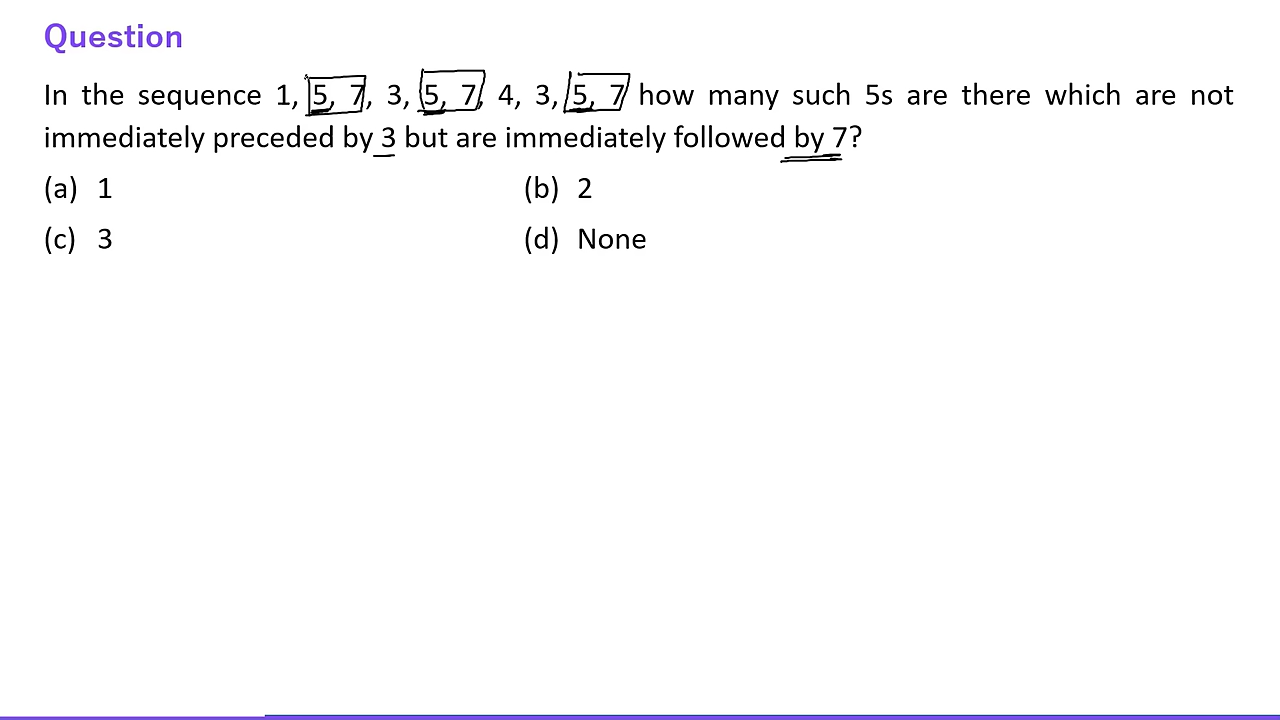 Question
In the sequence 1, 5, 7, 3, 5, 7, 4, 3, 5, 7 how many such 5s are there which are not
immediately preceded by 3 but are immediately followed by 7?
(a) 1 (b) 2
(c) 3 (d) None